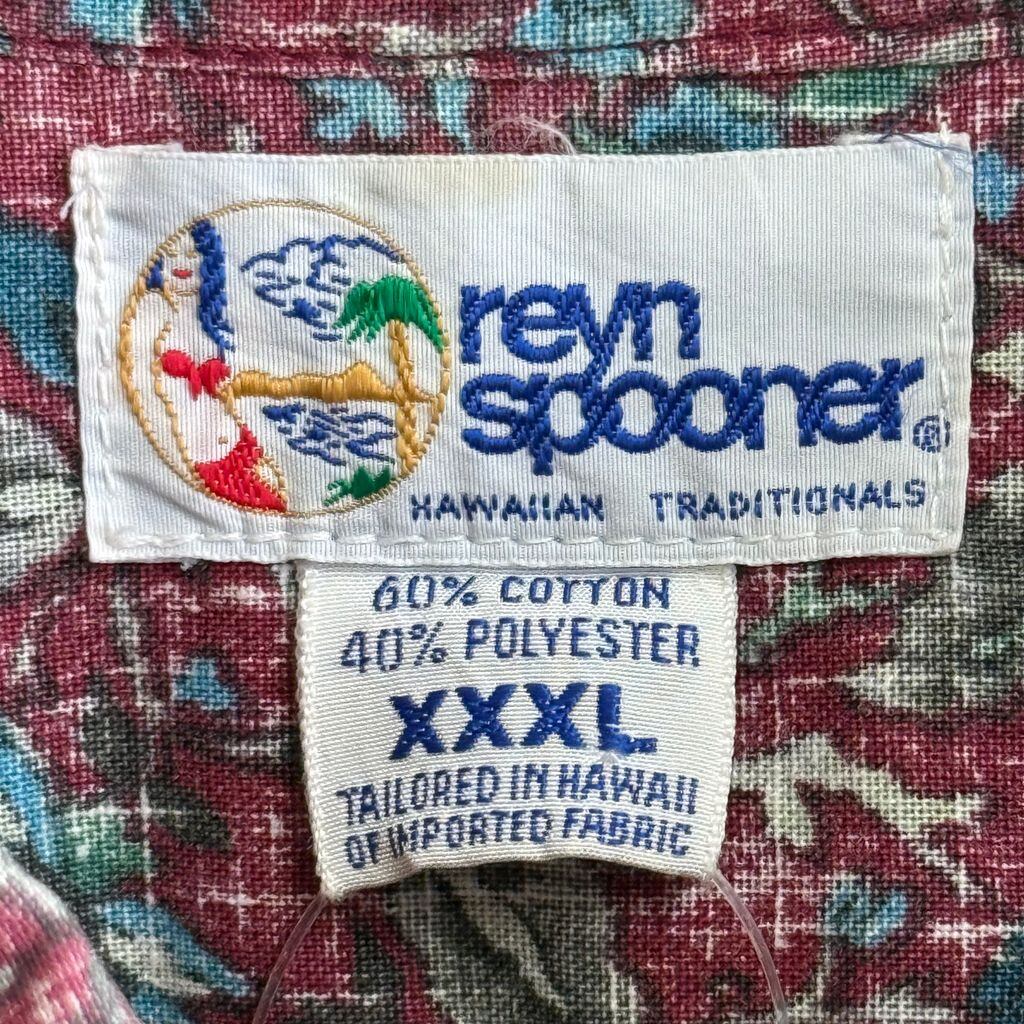 reyn
spooner®
HAWAIIAN TRADITIONALS
60% COTTON
40% POLYESTER
XXXL
TAILORED IN HAWAII
OF IMPORTED FABRIC